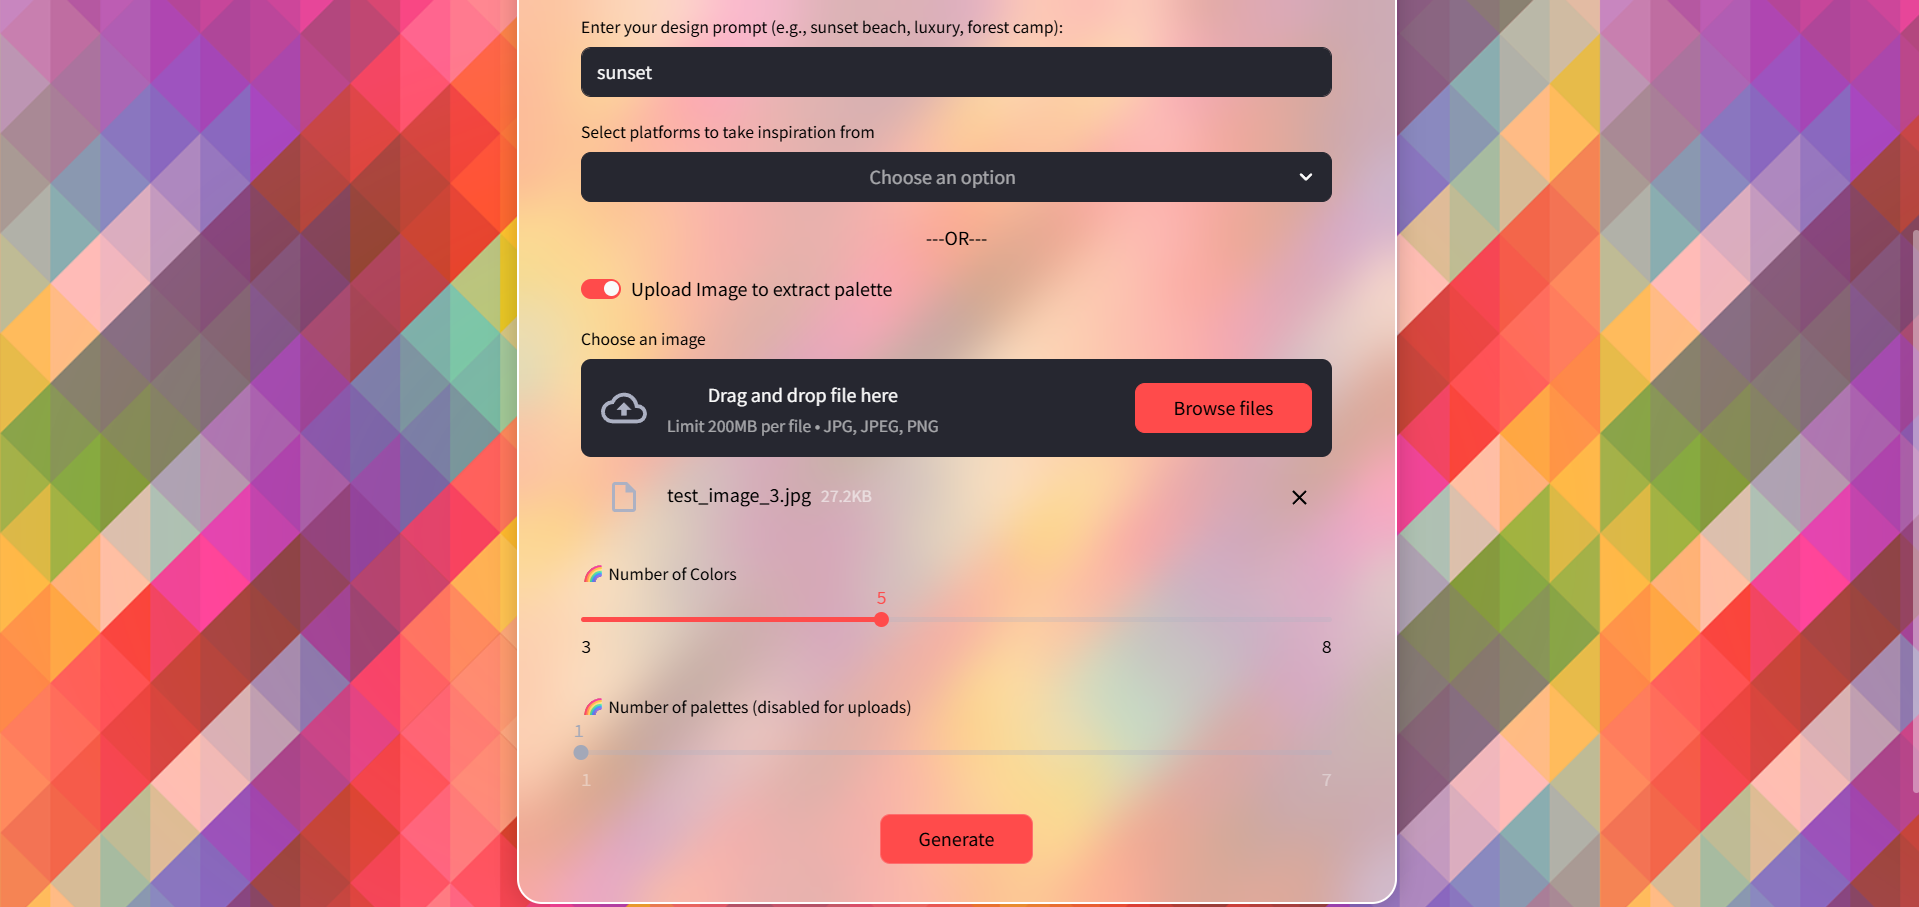 Enter your design prompt (e.g., sunset beach, luxury, forest camp):
sunset
Select platforms to take inspiration from
Choose an option
---OR---
Upload Image to extract palette
Choose an image
Drag and drop file here
Limit 200MB per file • JPG, JPEG, PNG
Browse files
test_image_3.jpg 27.2KB
🌈 Number of Colors
5
3 8
🌈 Number of palettes (disabled for uploads)
1
1 7
Generate